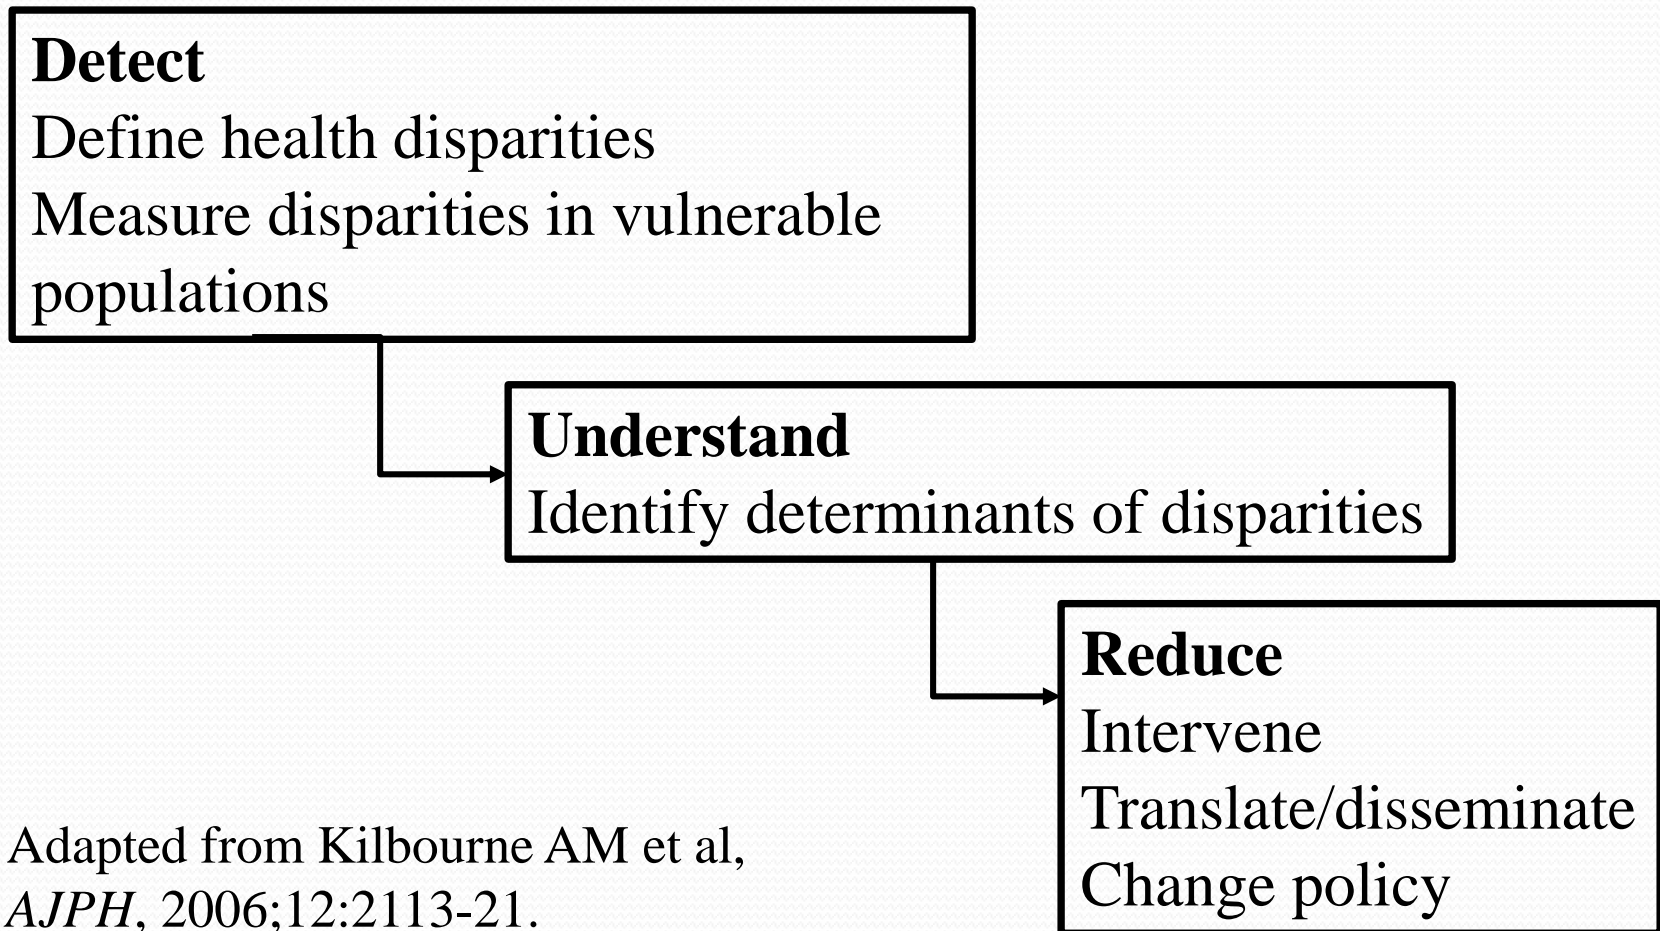 Detect
Define health disparities
Measure disparities in vulnerable
populations
Understand
Identify determinants of disparities
Reduce
Intervene
Translate/disseminate
Change policy
Adapted from Kilbourne AM et al,
AJPH, 2006;12:2113-21.